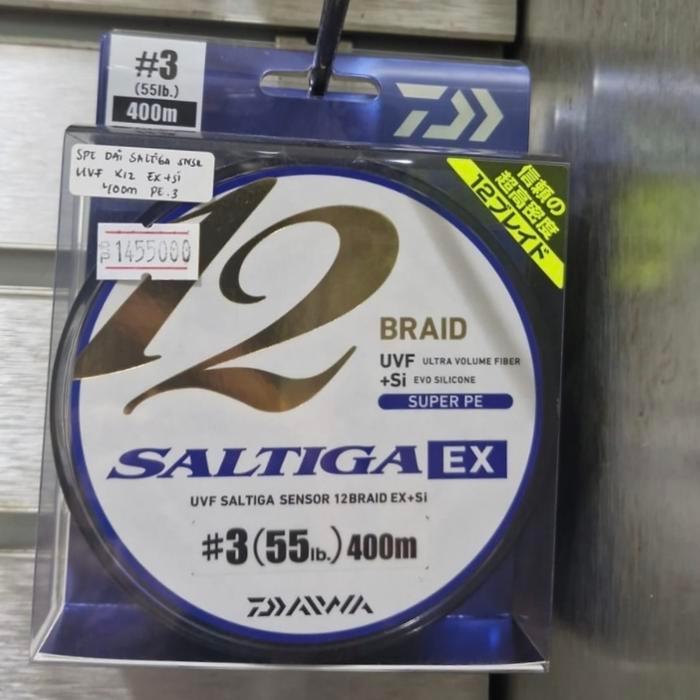 #3
(55lb.)
400m
SPE DAI SALTIGA SNSR
UVF X12 EX+Si
400m PE.3
RP
1455000
信頼の
超高密度
12ブレイド
12
BRAID
UVF ULTRA VOLUME FIBER
+Si EVO SILICONE
SUPER PE
SALTIGA EX
UVF SALTIGA SENSOR 12BRAID EX+Si
#3(55lb.)400m
DAIWA